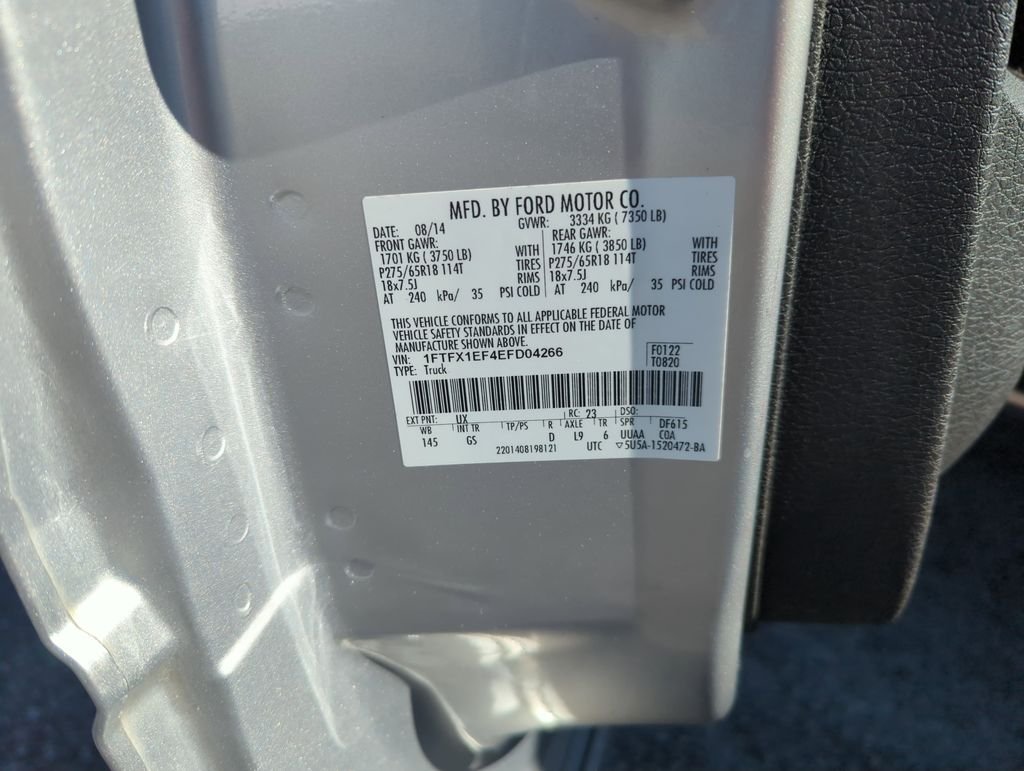 MFD. BY FORD MOTOR CO.
DATE: 08/14 GVWR: 3334 KG ( 7350 LB)
FRONT GAWR: REAR GAWR:
1701 KG ( 3750 LB) WITH 1746 KG ( 3850 LB) WITH
P275/65R18 114T TIRES P275/65R18 114T TIRES
18x7.5J RIMS 18x7.5J RIMS
AT 240 kPa/ 35 PSI COLD AT 240 kPa/ 35 PSI COLD
THIS VEHICLE CONFORMS TO ALL APPLICABLE FEDERAL MOTOR
VEHICLE SAFETY STANDARDS IN EFFECT ON THE DATE OF
MANUFACTURE SHOWN ABOVE.
VIN: 1FTFX1EF4EFD04266 F0122
TYPE: Truck T0820
EXT PNT: UX RC: 23 DSO:
WB INT TR TP/PS R AXLE TR SPR DF615
145 GS D L9 6 UUAA COA
2201408198121 UTC ▽5U5A-1520472-BA